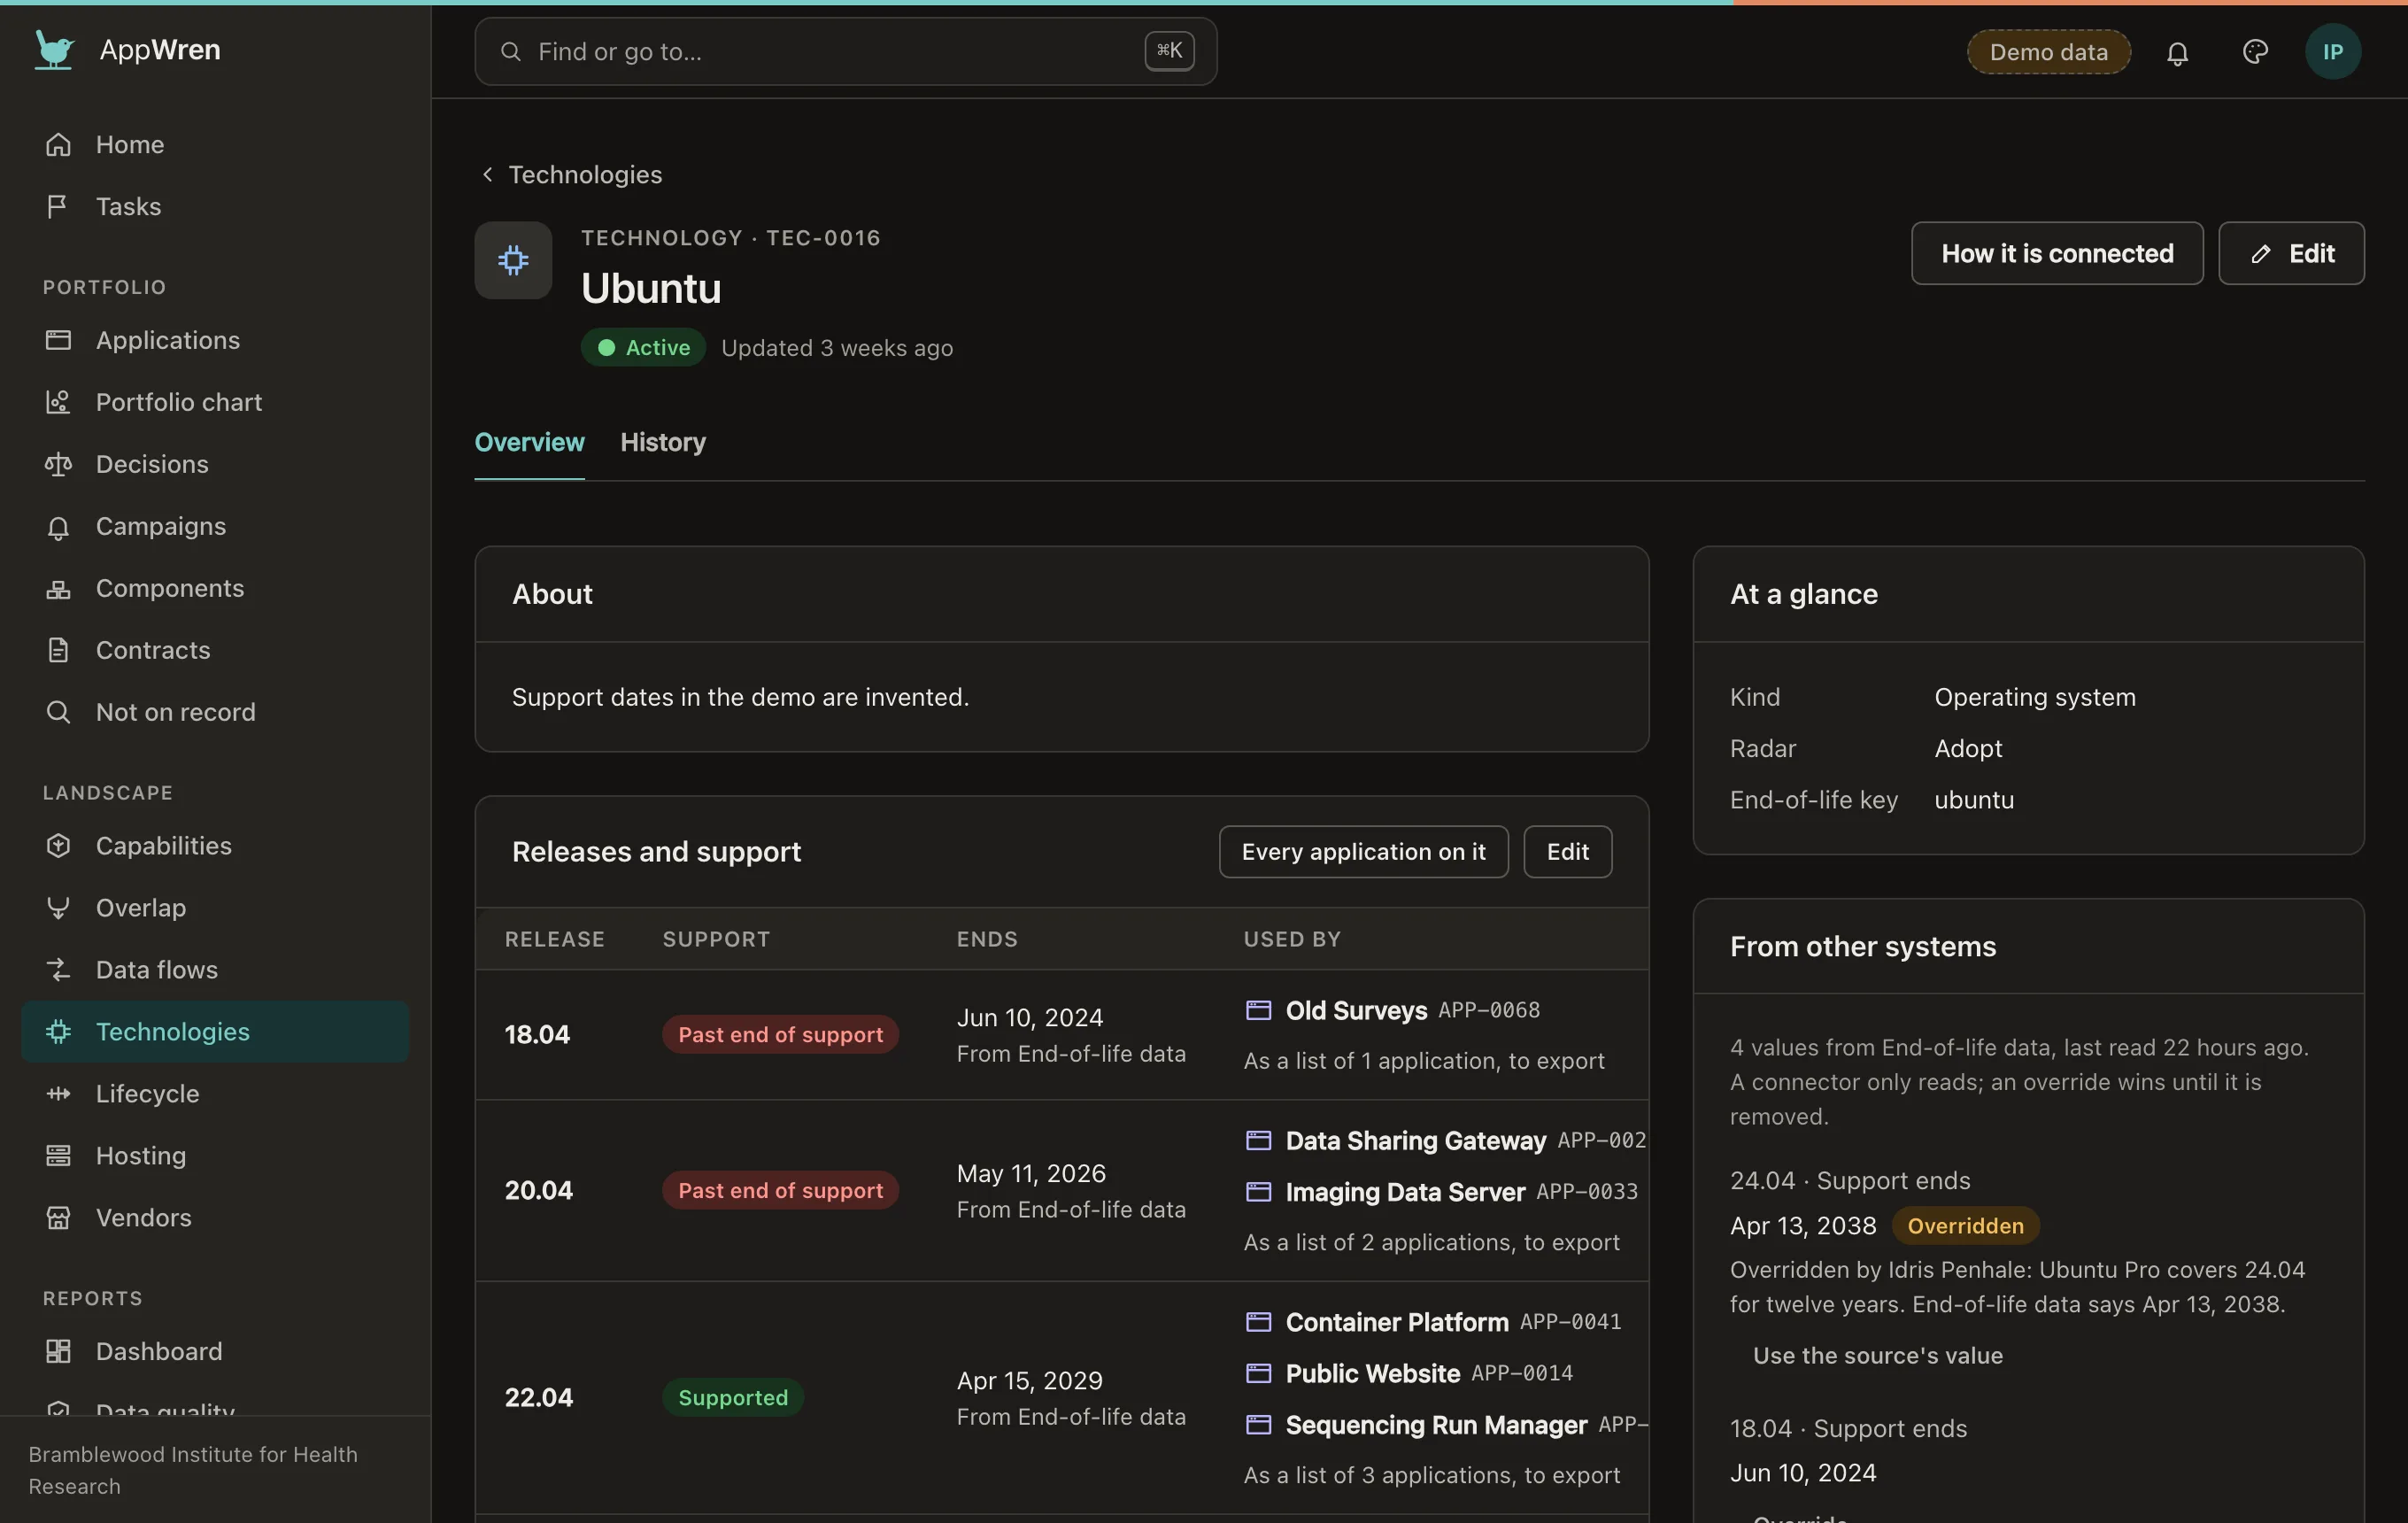 AppWren
Find or go to...
⌘K
Demo data
IP
Home
Tasks
PORTFOLIO
Applications
Portfolio chart
Decisions
Campaigns
Components
Contracts
Not on record
LANDSCAPE
Capabilities
Overlap
Data flows
Technologies
Lifecycle
Hosting
Vendors
REPORTS
Dashboard
Data quality
Bramblewood Institute for Health
Research
Technologies
TECHNOLOGY · TEC-0016
Ubuntu
Active Updated 3 weeks ago
How it is connected
Edit
Overview
History
About
Support dates in the demo are invented.
Releases and support
Every application on it
Edit
RELEASE SUPPORT ENDS USED BY
18.04
Past end of support
Jun 10, 2024
From End-of-life data
Old Surveys APP-0068
As a list of 1 application, to export
20.04
Past end of support
May 11, 2026
From End-of-life data
Data Sharing Gateway APP-002
Imaging Data Server APP-0033
As a list of 2 applications, to export
22.04
Supported
Apr 15, 2029
From End-of-life data
Container Platform APP-0041
Public Website APP-0014
Sequencing Run Manager APP-
As a list of 3 applications, to export
At a glance
Kind Operating system
Radar Adopt
End-of-life key ubuntu
From other systems
4 values from End-of-life data, last read 22 hours ago.
A connector only reads; an override wins until it is
removed.
24.04 · Support ends
Apr 13, 2038 Overridden
Overridden by Idris Penhale: Ubuntu Pro covers 24.04
for twelve years. End-of-life data says Apr 13, 2038.
Use the source's value
18.04 · Support ends
Jun 10, 2024
Override